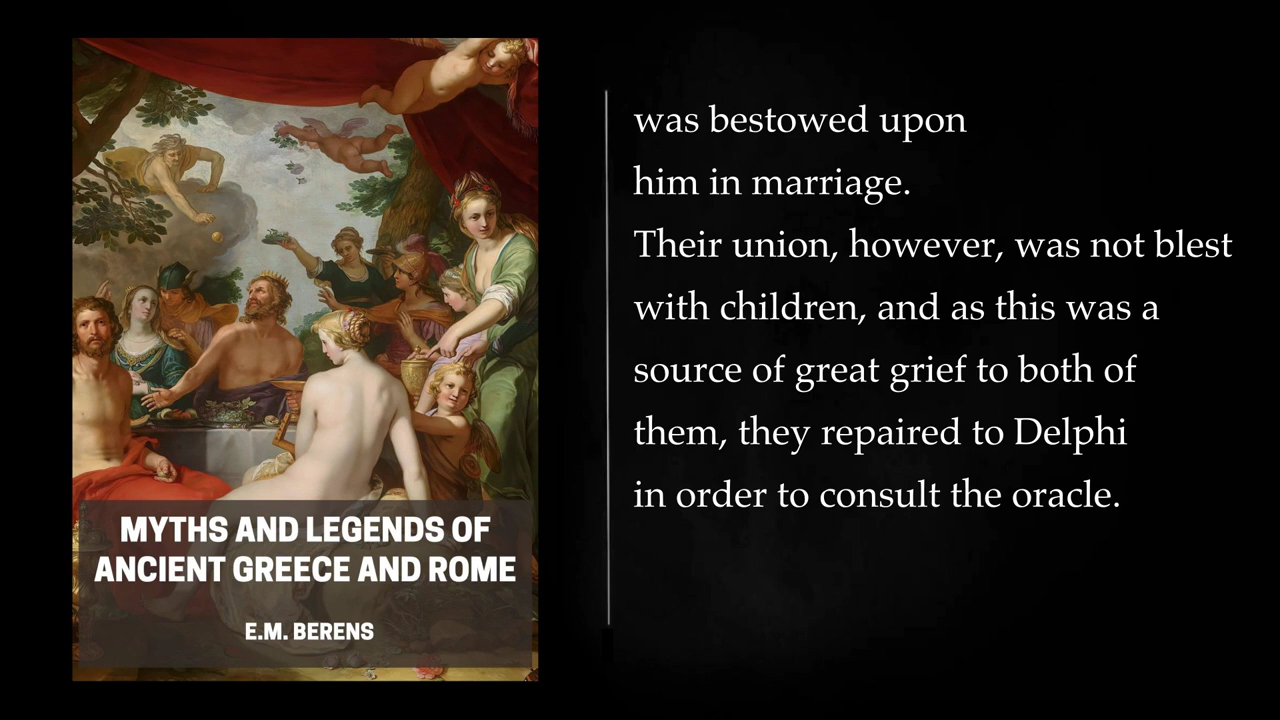 MYTHS AND LEGENDS OF
ANCIENT GREECE AND ROME
E.M. BERENS
was bestowed upon
him in marriage.
Their union, however, was not blest
with children, and as this was a
source of great grief to both of
them, they repaired to Delphi
in order to consult the oracle.